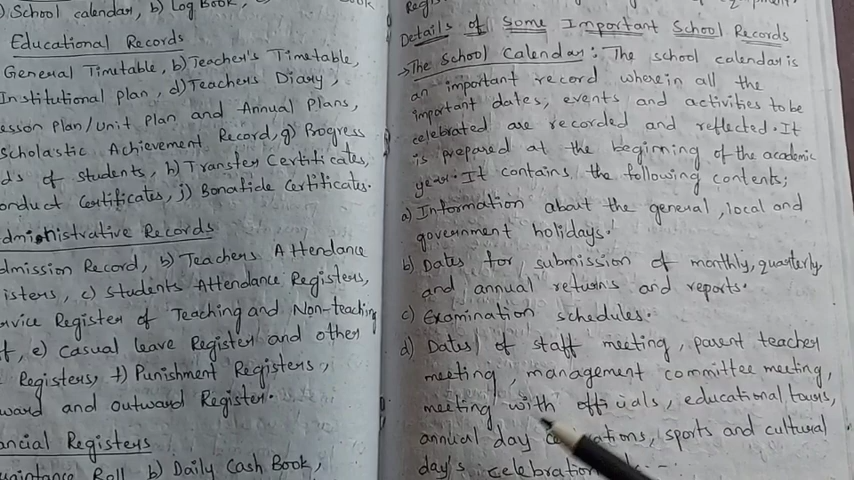 School calendar, b) Log Book,
Book
Educational Records
General Timetable, b) Teacher's Timetable,
Institutional plan, d) Teachers Diary,
esson plan/unit plan and Annual Plans,
Scholastic Achievement Record, g) Progress
ds of students, h) Transfer Certificates,
onduct Certificates, j) Bonafide Certificates.
dministrative Records
dmission Record, b) Teachers Attendance
isters, c) Students Attendance Registers,
rvice Register of Teaching and Non-teaching
f, e) Casual leave Register and other
Registers, f) Punishment Registers,
ward and outward Register.
ancial Registers
Roll b) Daily Cash Book,
Details of Some Important School Records
→The School Calendar: The school calendar is
an important record wherein all the
important dates, events and activities to be
celebrated are recorded and reflected. It
is prepared at the beginning of the academic
year. It contains the following contents;
a) Information about the general, local and
government holidays.
b) Dates for submission of monthly, quarterly
and annual returns and reports.
c) Examination schedules.
d) Dates of staff meeting, parent teacher
meeting, management committee meeting,
meeting with officials, educational tours,
annual day sports and cultural
day's celebration